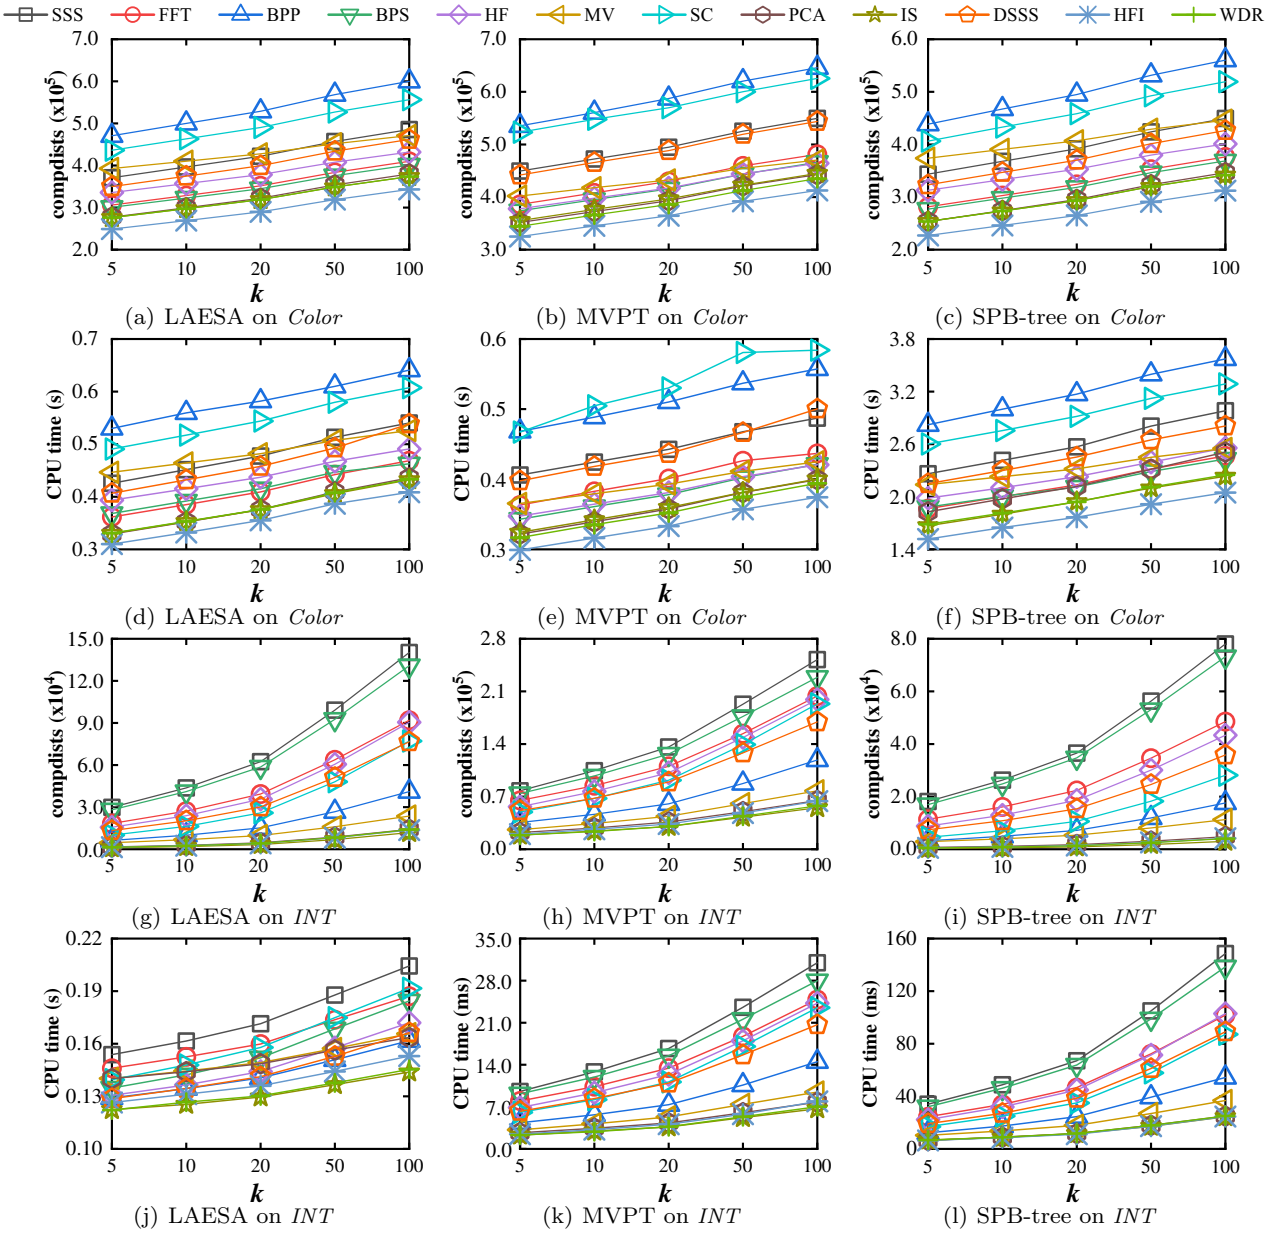 SSS FFT BPP BPS HF MV SC PCA IS DSSS HFI WDR
7.0 6.0 5.0 4.0 3.0 2.0
compdists (x10⁵)
5 10 20 50 100
k
(a) LAESA on Color
7.0 6.0 5.0 4.0 3.0
compdists (x10⁵)
5 10 20 50 100
k
(b) MVPT on Color
6.0 5.0 4.0 3.0 2.0
compdists (x10⁵)
5 10 20 50 100
k
(c) SPB-tree on Color
0.7 0.6 0.5 0.4 0.3
CPU time (s)
5 10 20 50 100
k
(d) LAESA on Color
0.6 0.5 0.4 0.3
CPU time (s)
5 10 20 50 100
k
(e) MVPT on Color
3.8 3.2 2.6 2.0 1.4
CPU time (s)
5 10 20 50 100
k
(f) SPB-tree on Color
15.0 12.0 9.0 6.0 3.0 0.0
compdists (x10⁴)
5 10 20 50 100
k
(g) LAESA on INT
2.8 2.1 1.4 0.7 0.0
compdists (x10⁵)
5 10 20 50 100
k
(h) MVPT on INT
8.0 6.0 4.0 2.0 0.0
compdists (x10⁴)
5 10 20 50 100
k
(i) SPB-tree on INT
0.22 0.19 0.16 0.13 0.10
CPU time (s)
5 10 20 50 100
k
(j) LAESA on INT
35.0 28.0 21.0 14.0 7.0 0.0
CPU time (ms)
5 10 20 50 100
k
(k) MVPT on INT
160 120 80 40 0
CPU time (ms)
5 10 20 50 100
k
(l) SPB-tree on INT